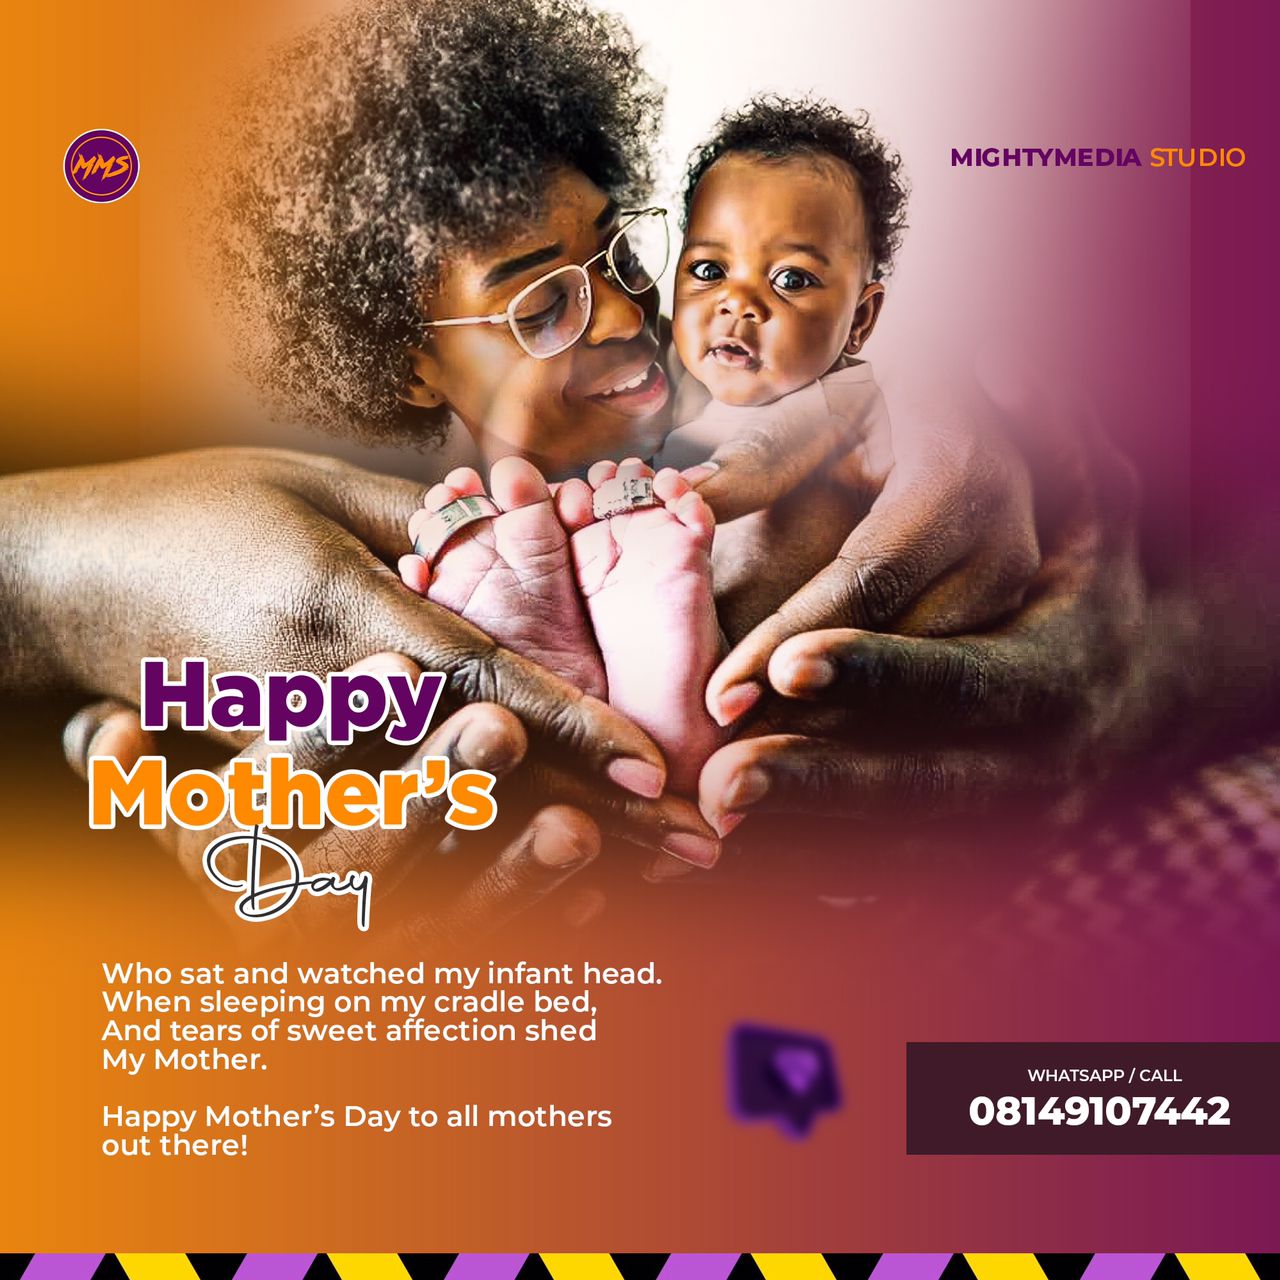 MMS
MIGHTYMEDIA STUDIO
Happy
Mother's
Day
Who sat and watched my infant head.
When sleeping on my cradle bed,
And tears of sweet affection shed
My Mother.
Happy Mother's Day to all mothers
out there!
WHATSAPP / CALL
08149107442